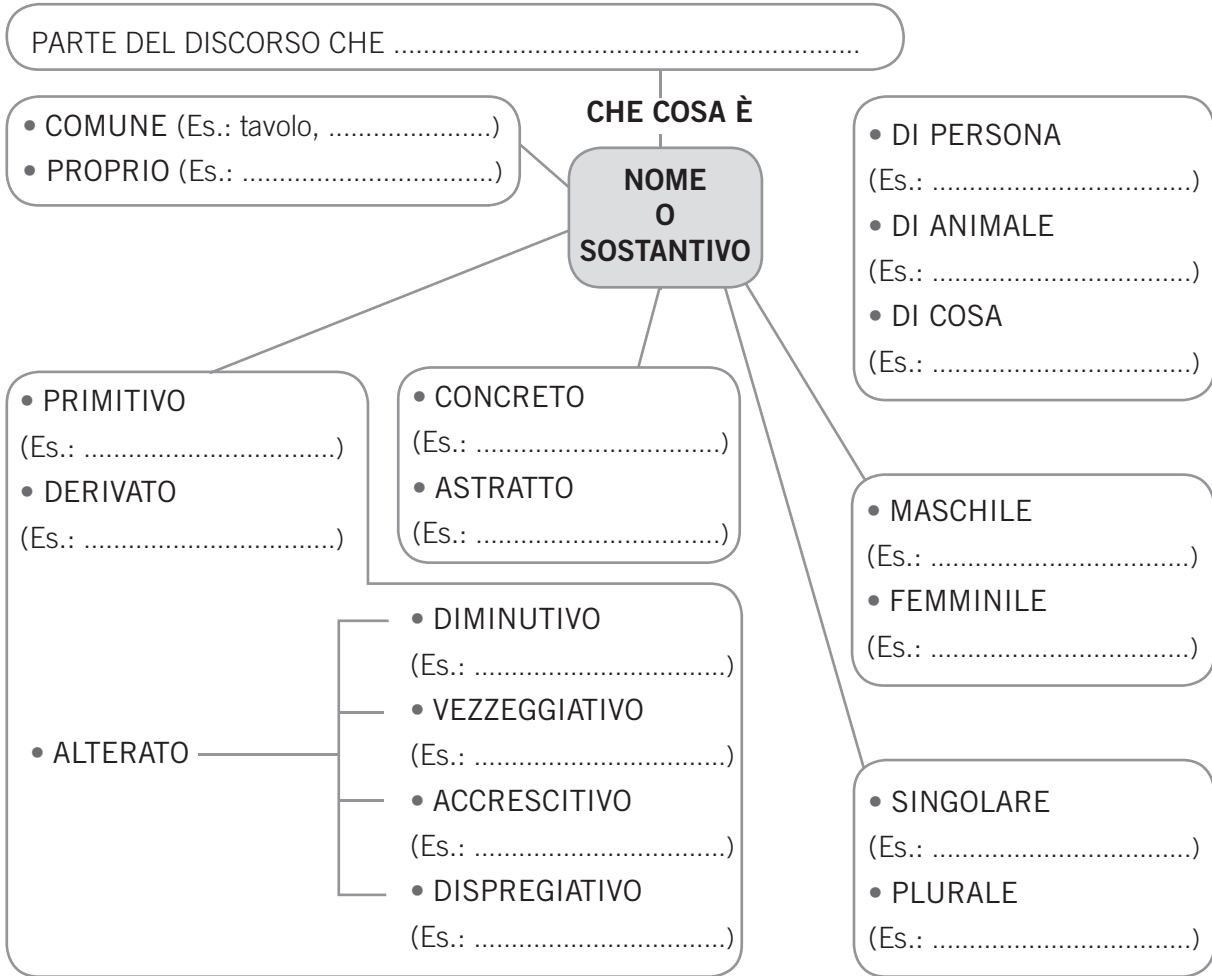 PARTE DEL DISCORSO CHE ................................................................
CHE COSA È
• COMUNE (Es.: tavolo, ......................)
• PROPRIO (Es.: ..................................)
NOME
O
SOSTANTIVO
• DI PERSONA
(Es.: ...................................)
• DI ANIMALE
(Es.: ...................................)
• DI COSA
(Es.: ...................................)
• PRIMITIVO
(Es.: ..................................)
• DERIVATO
(Es.: ..................................)
• CONCRETO
(Es.: .................................)
• ASTRATTO
(Es.: .................................)
• MASCHILE
(Es.: ...................................)
• FEMMINILE
(Es.: ...................................)
• ALTERATO
• DIMINUTIVO
(Es.: ..................................)
• VEZZEGGIATIVO
(Es.: ..................................)
• ACCRESCITIVO
(Es.: ..................................)
• DISPREGIATIVO
(Es.: ..................................)
• SINGOLARE
(Es.: ...................................)
• PLURALE
(Es.: ...................................)